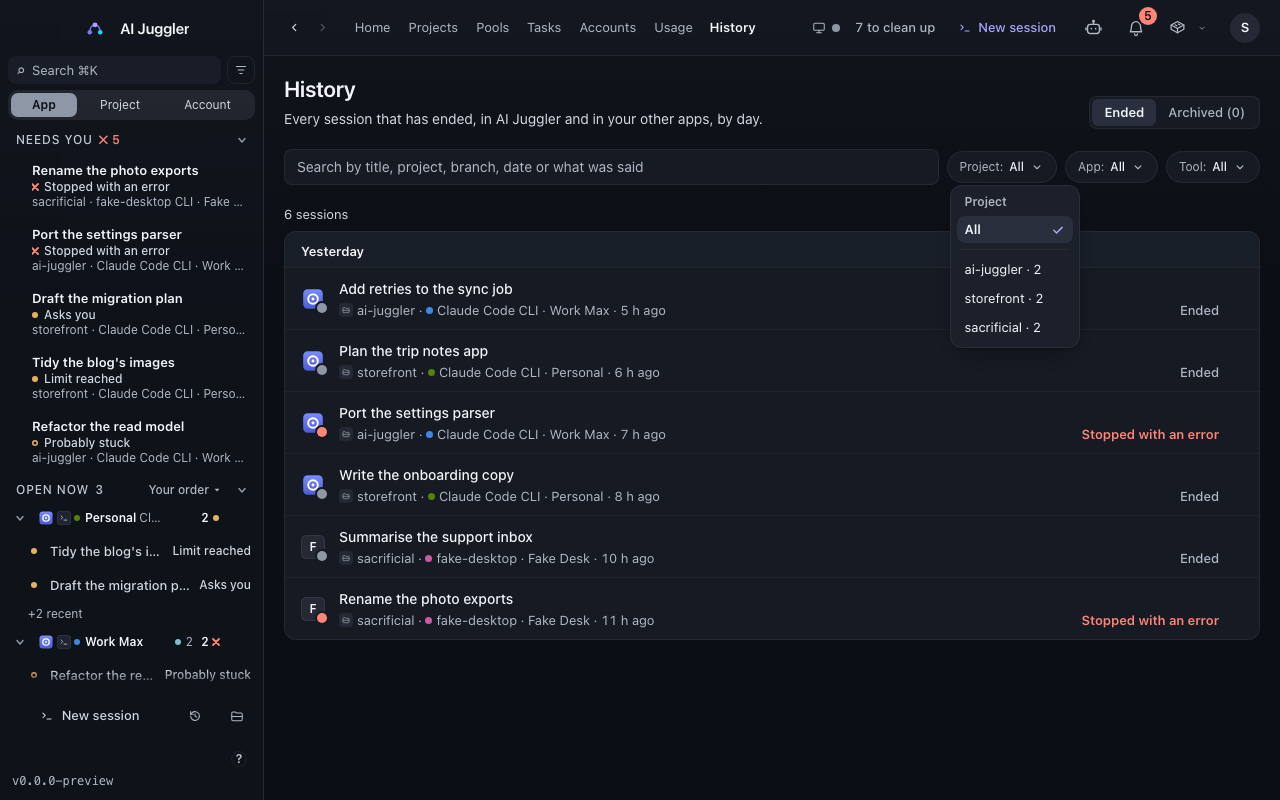 AI Juggler
Search ⌘K
App Project Account
NEEDS YOU 5
Rename the photo exports
Stopped with an error
sacrificial · fake-desktop CLI · Fake ...
Port the settings parser
Stopped with an error
ai-juggler · Claude Code CLI · Work ...
Draft the migration plan
Asks you
storefront · Claude Code CLI · Perso...
Tidy the blog's images
Limit reached
storefront · Claude Code CLI · Perso...
Refactor the read model
Probably stuck
ai-juggler · Claude Code CLI · Work ...
OPEN NOW 3 Your order
Personal Cl... 2
Tidy the blog's i... Limit reached
Draft the migration p... Asks you
+2 recent
Work Max 2 2
Refactor the re... Probably stuck
New session
?
v0.0.0-preview
Home Projects Pools Tasks Accounts Usage History 7 to clean up New session 5 S
History
Every session that has ended, in AI Juggler and in your other apps, by day.
Ended Archived (0)
Search by title, project, branch, date or what was said
Project: All App: All Tool: All
6 sessions
Project
All
ai-juggler · 2
storefront · 2
sacrificial · 2
Yesterday
Add retries to the sync job
ai-juggler · Claude Code CLI · Work Max · 5 h ago Ended
Plan the trip notes app
storefront · Claude Code CLI · Personal · 6 h ago Ended
Port the settings parser
ai-juggler · Claude Code CLI · Work Max · 7 h ago Stopped with an error
Write the onboarding copy
storefront · Claude Code CLI · Personal · 8 h ago Ended
F
Summarise the support inbox
sacrificial · fake-desktop · Fake Desk · 10 h ago Ended
F
Rename the photo exports
sacrificial · fake-desktop · Fake Desk · 11 h ago Stopped with an error